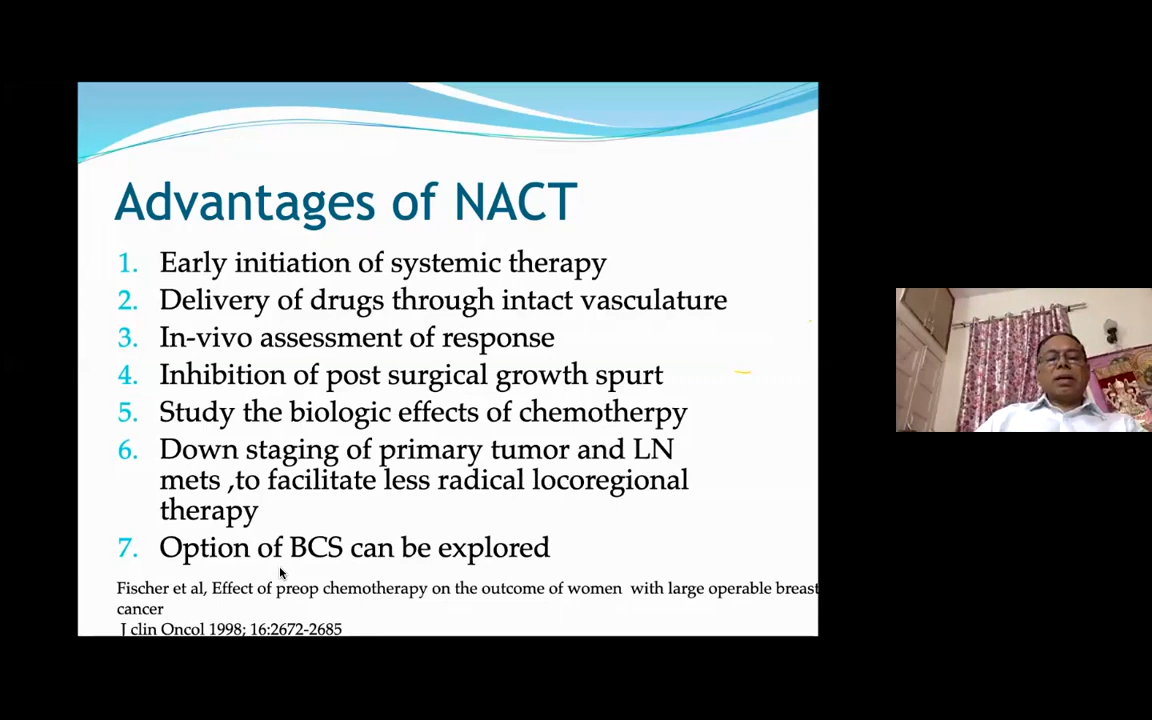 Advantages of NACT
1. Early initiation of systemic therapy
2. Delivery of drugs through intact vasculature
3. In-vivo assessment of response
4. Inhibition of post surgical growth spurt
5. Study the biologic effects of chemotherpy
6. Down staging of primary tumor and LN
mets ,to facilitate less radical locoregional
therapy
7. Option of BCS can be explored
Fischer et al, Effect of preop chemotherapy on the outcome of women with large operable breast
cancer
J clin Oncol 1998; 16:2672-2685